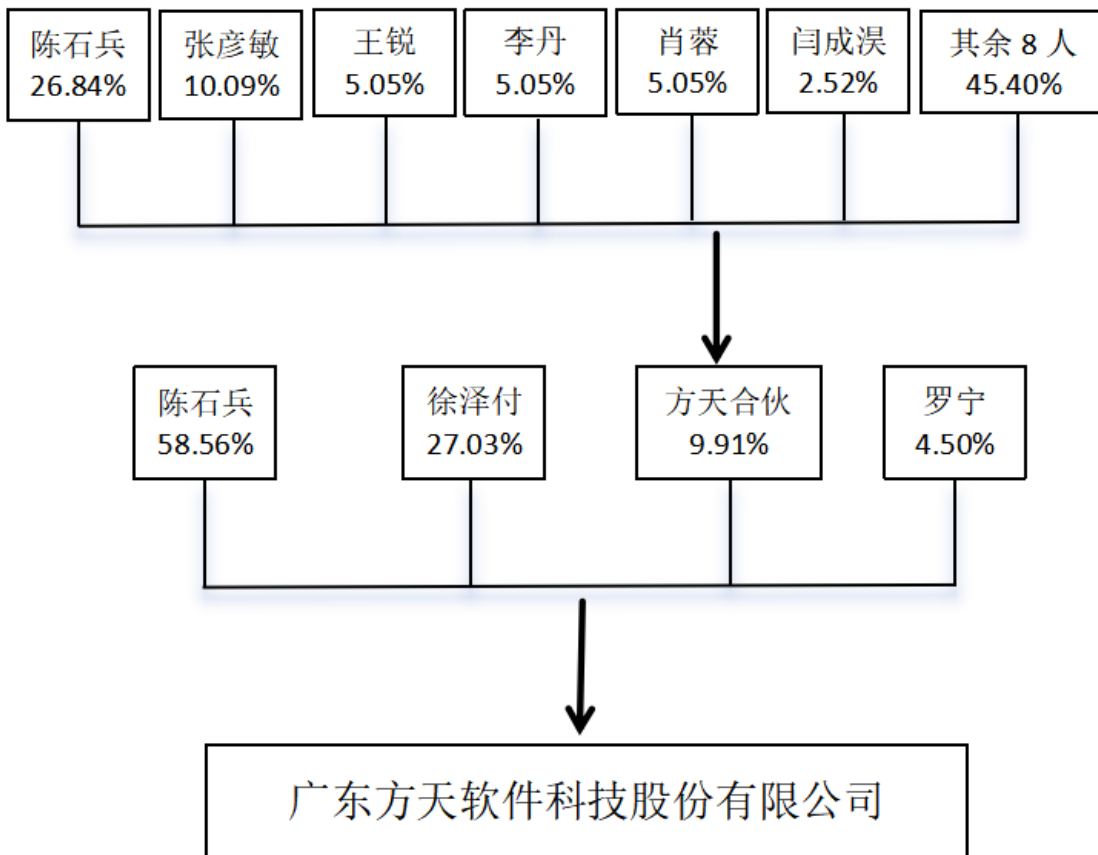 陈石兵
26.84%
张彦敏
10.09%
王锐
5.05%
李丹
5.05%
肖蓉
5.05%
闫成淏
2.52%
其余 8 人
45.40%
陈石兵
58.56%
徐泽付
27.03%
方天合伙
9.91%
罗宁
4.50%
广东方天软件科技股份有限公司